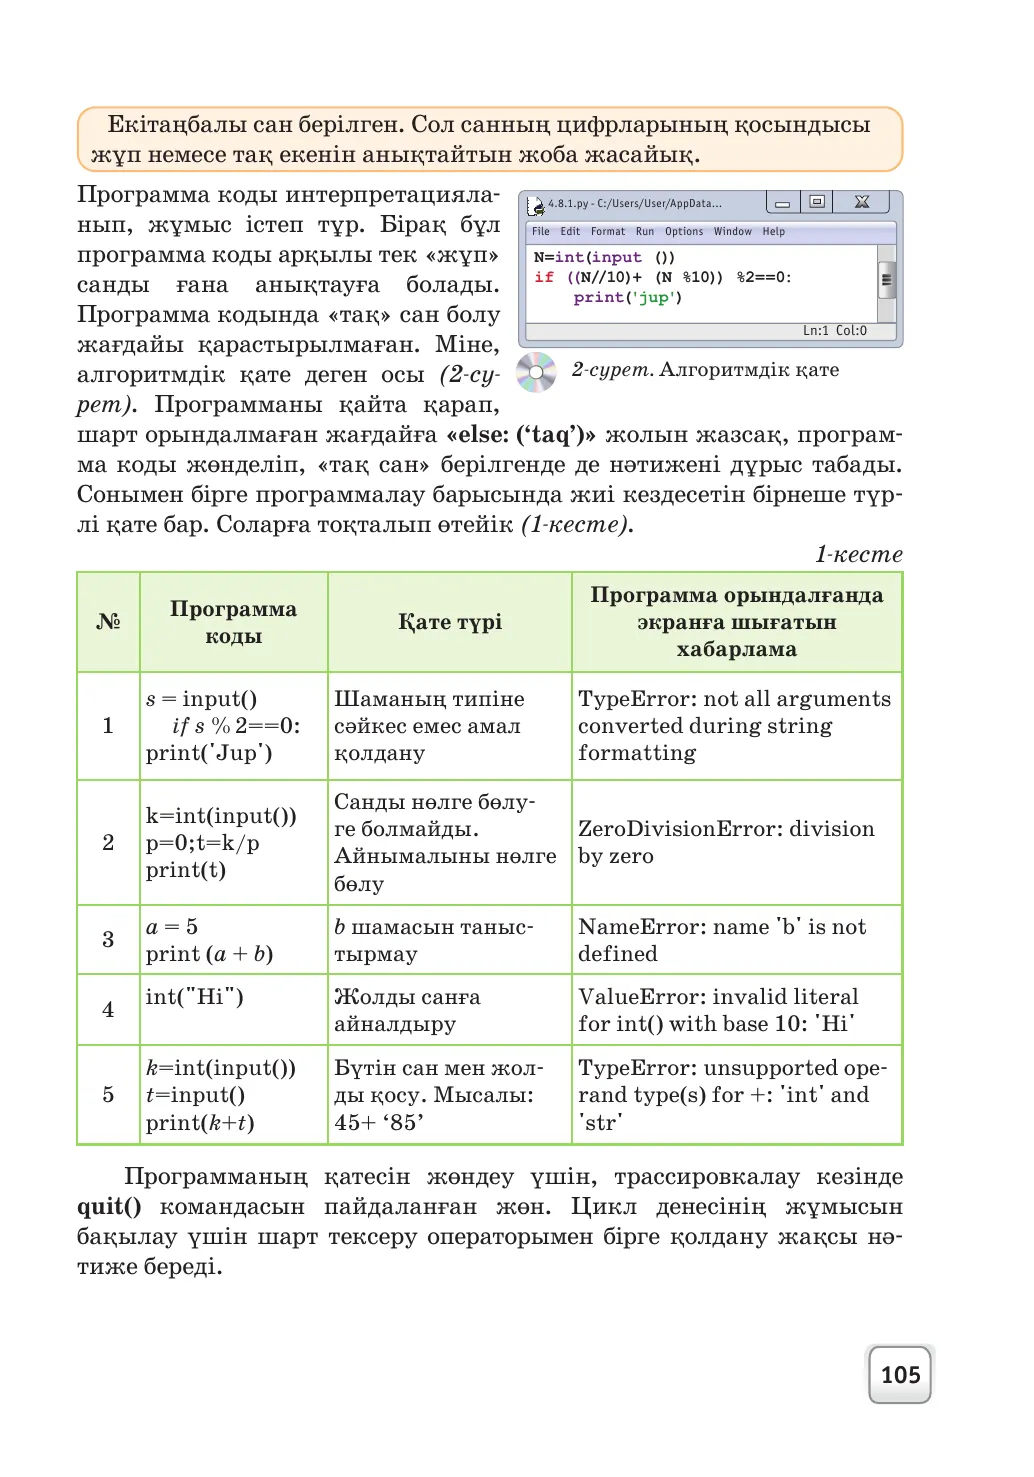 Екітаңбалы сан берілген. Сол санның цифрларының қосындысы
жұп немесе тақ екенін анықтайтын жоба жасайық.
Программа коды интерпретацияла-
нып, жұмыс істеп тұр. Бірақ бұл
программа коды арқылы тек «жұп»
санды ғана анықтауға болады.
Программа кодында «тақ» сан болу
жағдайы қарастырылмаған. Міне,
алгоритмдік қате деген осы (2-су-
рет). Программаны қайта қарап,
4.8.1.py - C:/Users/User/AppData...
File Edit Format Run Options Window Help
N=int(input ())
if ((N//10)+ (N %10)) %2==0:
print('jup')
Ln:1 Col:0
2-сурет. Алгоритмдік қате
шарт орындалмаған жағдайға «else: (‘taq’)» жолын жазсақ, програм-
ма коды жөнделіп, «тақ сан» берілгенде де нәтижені дұрыс табады.
Сонымен бірге программалау барысында жиі кездесетін бірнеше түр-
лі қате бар. Соларға тоқталып өтейік (1-кесте).
1-кесте
№
Программа
коды
Қате түрі
Программа орындалғанда
экранға шығатын
хабарлама
1
s = input()
if s % 2==0:
print('Jup')
Шаманың типіне
сәйкес емес амал
қолдану
TypeError: not all arguments
converted during string
formatting
2
k=int(input())
p=0;t=k/p
print(t)
Санды нөлге бөлу-
ге болмайды.
Айнымалыны нөлге
бөлу
ZeroDivisionError: division
by zero
3
a = 5
print (a + b)
b шамасын таныс-
тырмау
NameError: name 'b' is not
defined
4
int("Hi")
Жолды санға
айналдыру
ValueError: invalid literal
for int() with base 10: 'Hi'
5
k=int(input())
t=input()
print(k+t)
Бүтін сан мен жол-
ды қосу. Мысалы:
45+ ‘85’
TypeError: unsupported ope-
rand type(s) for +: 'int' and
'str'
Программаның қатесін жөндеу үшін, трассировкалау кезінде
quit() командасын пайдаланған жөн. Цикл денесінің жұмысын
бақылау үшін шарт тексеру операторымен бірге қолдану жақсы нә-
тиже береді.
105